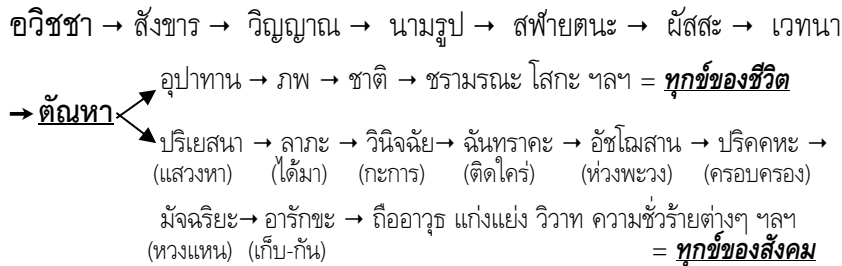 อวิชชา → สังขาร → วิญญาณ → นามรูป → สฬายตนะ → ผัสสะ → เวทนา
อุปาทาน → ภพ → ชาติ → ชรามรณะ โสกะ ฯลฯ = ทุกข์ของชีวิต
→ ตัณหา
ปริเยสนา → ลาภะ → วินิจฉัย→ ฉันทราคะ → อัชโฌสาน → ปริคคหะ →
(แสวงหา) (ได้มา) (กะการ) (ติดใคร่) (ห่วงพะวง) (ครอบครอง)
มัจฉริยะ→ อารักขะ → ถืออาวุธ แก่งแย่ง วิวาท ความชั่วร้ายต่างๆ ฯลฯ
(หวงแหน) (เก็บ-กัน) = ทุกข์ของสังคม